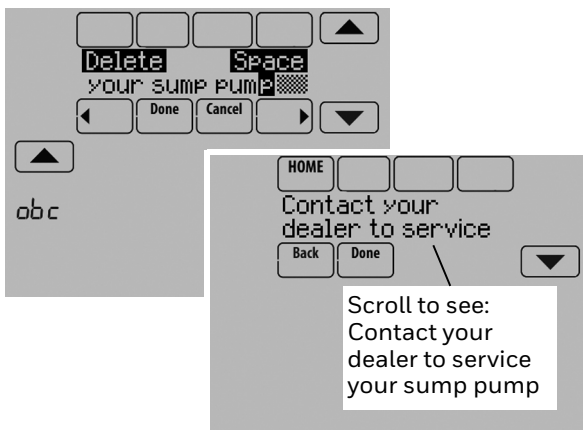 Delete Space
your sump pump
Done Cancel
abc
HOME
Contact your
dealer to service
Back Done
Scroll to see:
Contact your
dealer to service
your sump pump